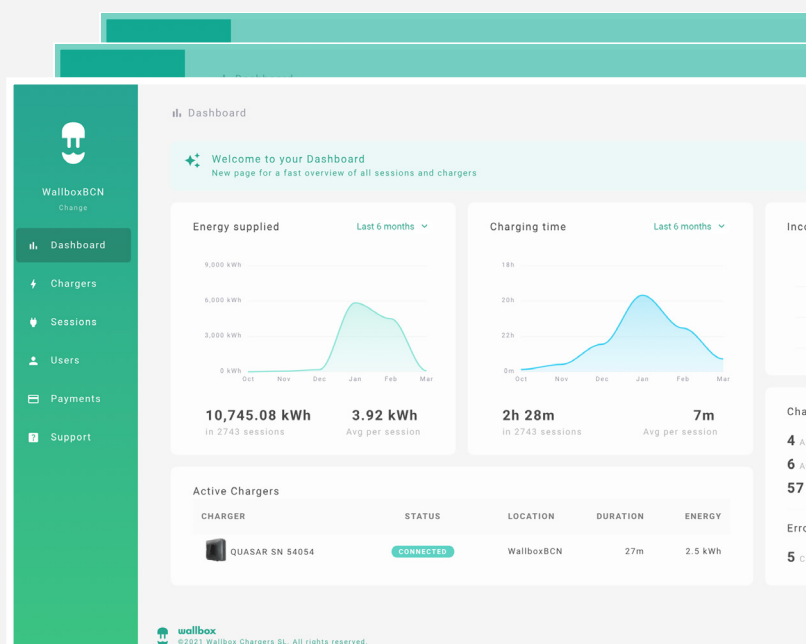 Dashboard
WallboxBCN
Change
Dashboard
Chargers
Sessions
Users
Payments
Support
Welcome to your Dashboard
New page for a fast overview of all sessions and chargers
Energy supplied
Last 6 months
9,000 kWh
6,000 kWh
3,000 kWh
0 kWh
Oct Nov Dec Jan Feb Mar
10,745.08 kWh 3.92 kWh
in 2743 sessions Avg per session
Charging time
Last 6 months
18h
20h
22h
0m
Oct Nov Dec Jan Feb Mar
2h 28m 7m
in 2743 sessions Avg per session
Inco
Cha
4 A
6 A
57
Erro
5 C
Active Chargers
CHARGER STATUS LOCATION DURATION ENERGY
QUASAR SN 54054 CONNECTED WallboxBCN 27m 2.5 kWh
wallbox
©2021 Wallbox Chargers SL. All rights reserved.